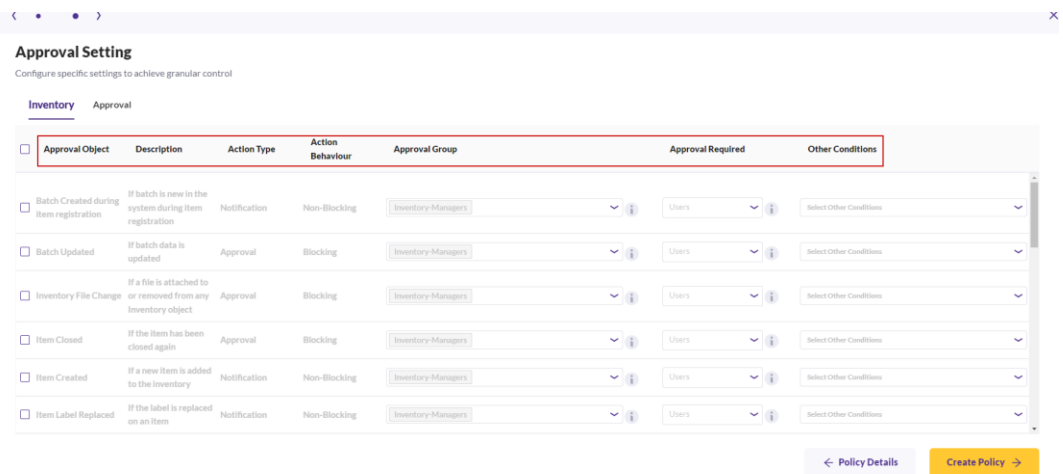 Approval Setting
Configure specific settings to achieve granular control
Inventory Approval
Approval Object Description Action Type Action Behaviour Approval Group Approval Required Other Conditions
Batch Created during item registration If batch is new in the system during item registration Notification Non-Blocking Inventory-Managers Users Select Other Conditions
Batch Updated If batch data is updated Approval Blocking Inventory-Managers Users Select Other Conditions
Inventory File Change If a file is attached to or removed from any Inventory object Approval Blocking Inventory-Managers Users Select Other Conditions
Item Closed If the item has been closed again Approval Blocking Inventory-Managers Users Select Other Conditions
Item Created If a new item is added to the inventory Notification Non-Blocking Inventory-Managers Users Select Other Conditions
Item Label Replaced If the label is replaced on an item Notification Non-Blocking Inventory-Managers Users Select Other Conditions
← Policy Details Create Policy →